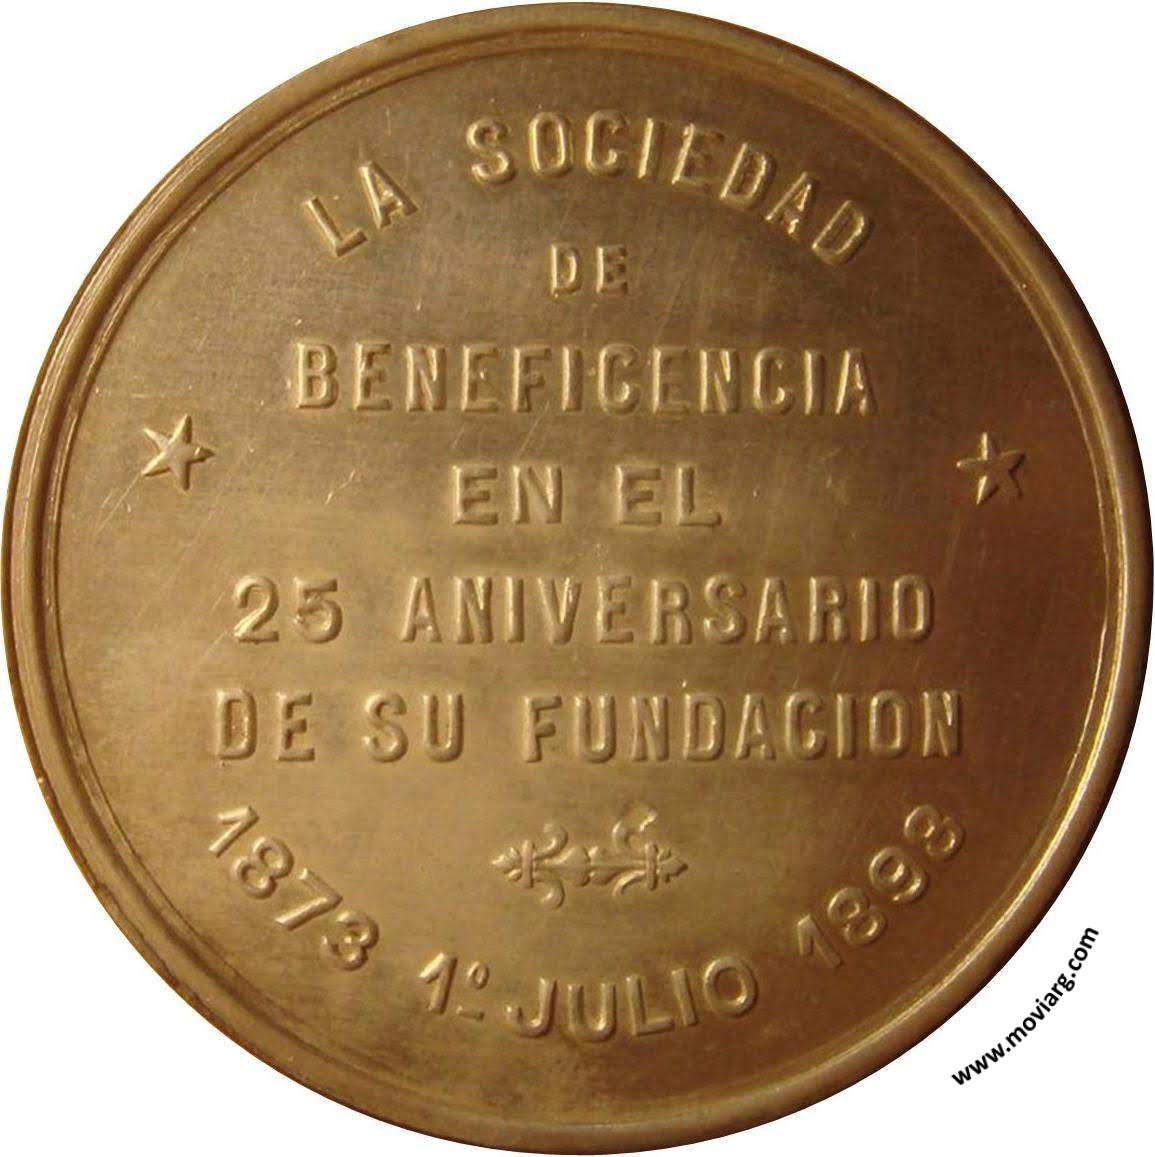 LA SOCIEDAD
DE
BENEFICENCIA
EN EL
25 ANIVERSARIO
DE SU FUNDACION
1873 1º JULIO 1898
www.moviarg.com